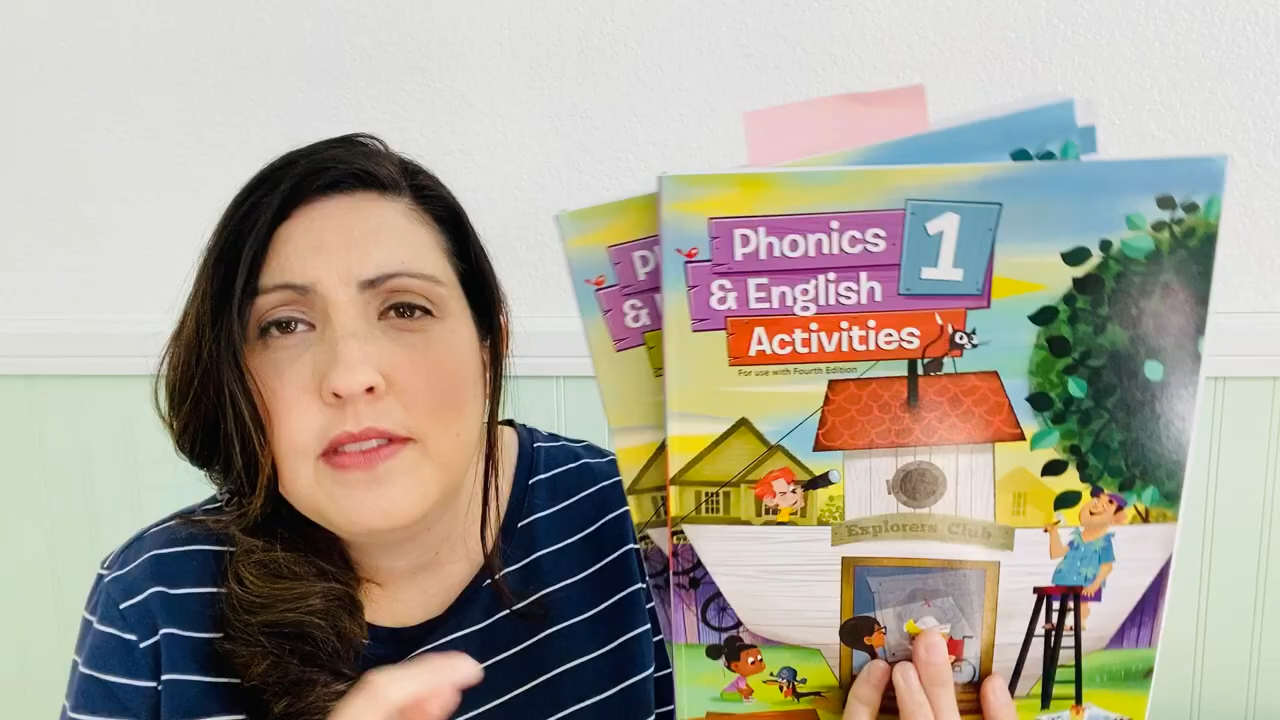 Phonics
& English
1
Activities
For use with Fourth Edition
Explorers Club
P
&